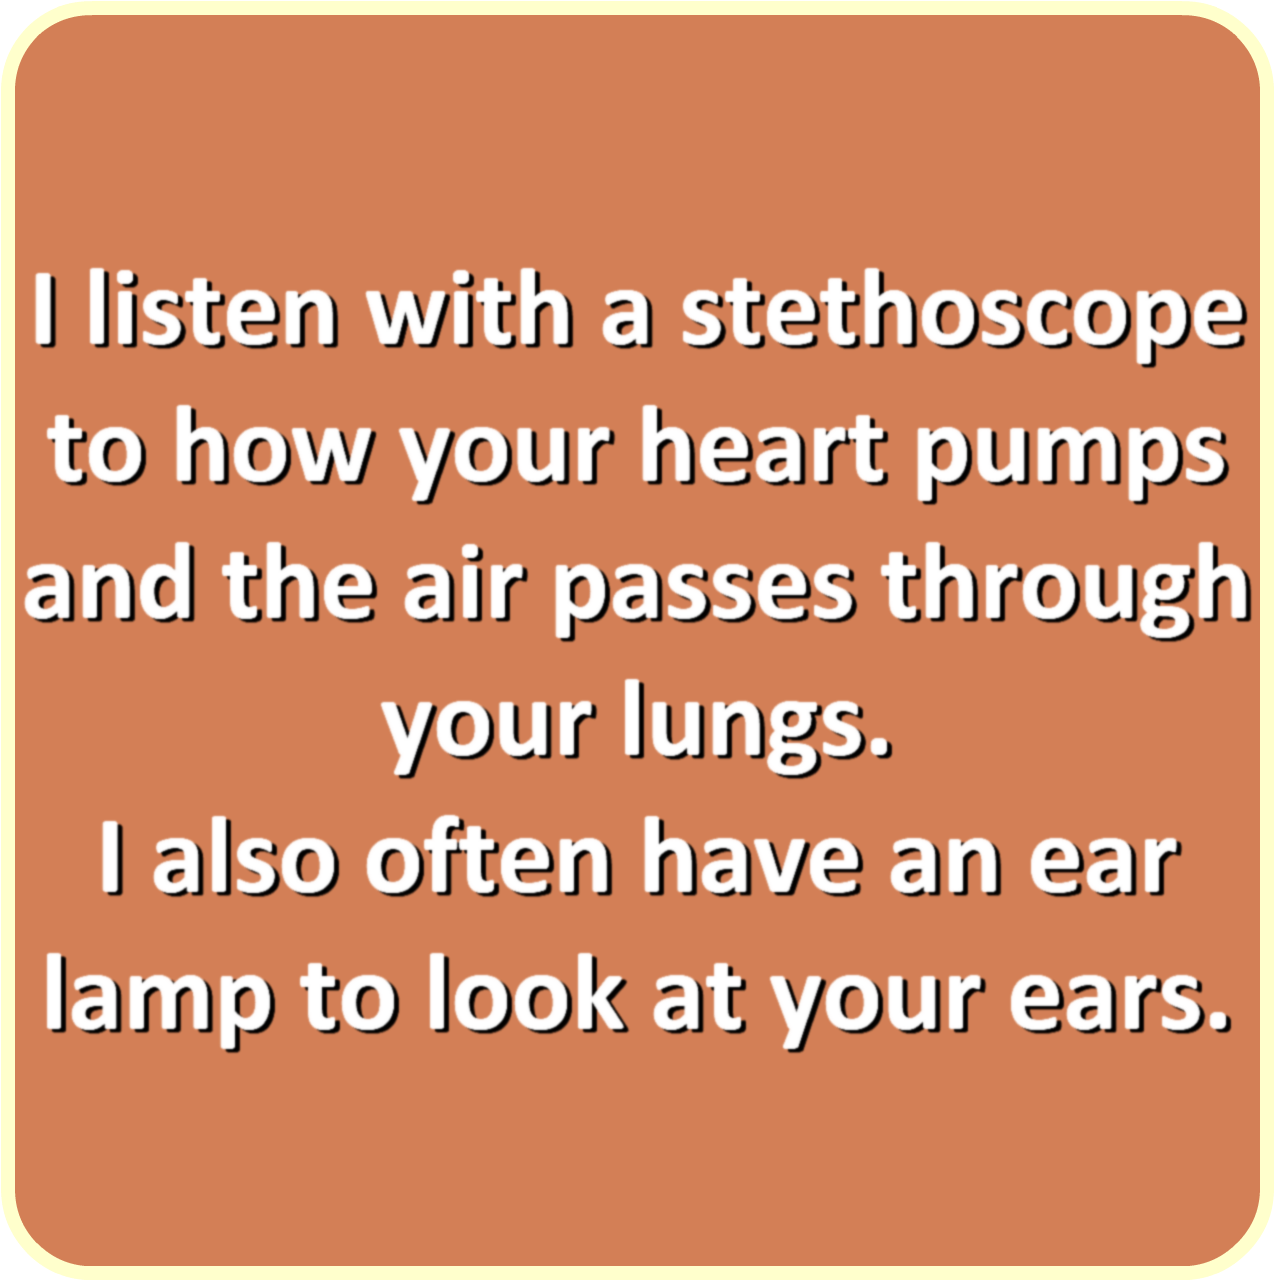 I listen with a stethoscope
to how your heart pumps
and the air passes through
your lungs.
I also often have an ear
lamp to look at your ears.